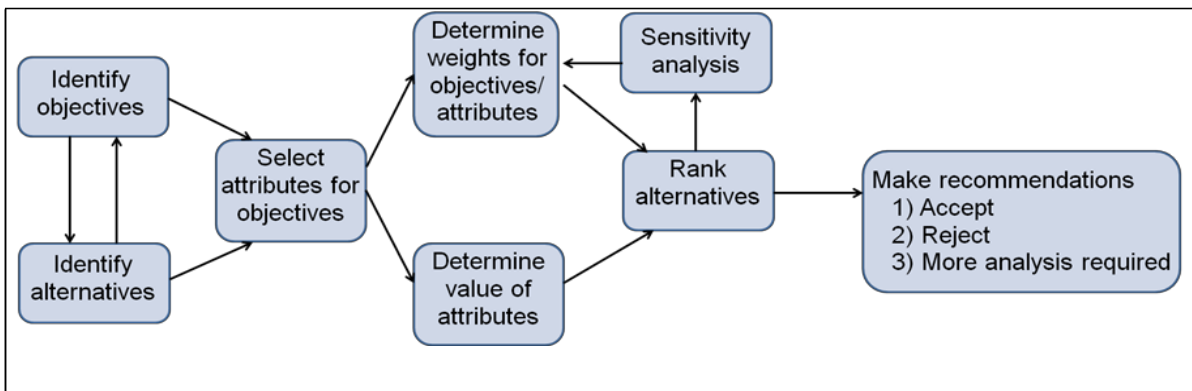 Identify
objectives
Identify
alternatives
Select
attributes for
objectives
Determine
weights for
objectives/
attributes
Determine
value of
attributes
Sensitivity
analysis
Rank
alternatives
Make recommendations
1) Accept
2) Reject
3) More analysis required